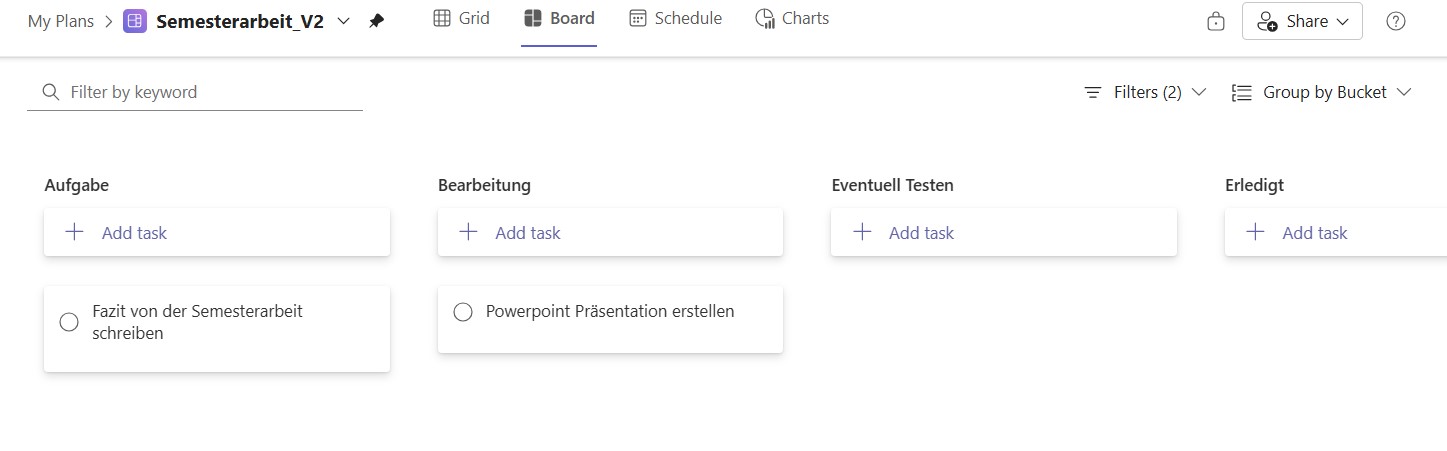 My Plans
Semesterarbeit_V2
Grid
Board
Schedule
Charts
Share
Filter by keyword
Filters (2)
Group by Bucket
Aufgabe
Add task
Fazit von der Semesterarbeit
schreiben
Bearbeitung
Add task
Powerpoint Präsentation erstellen
Eventuell Testen
Add task
Erledigt
Add task